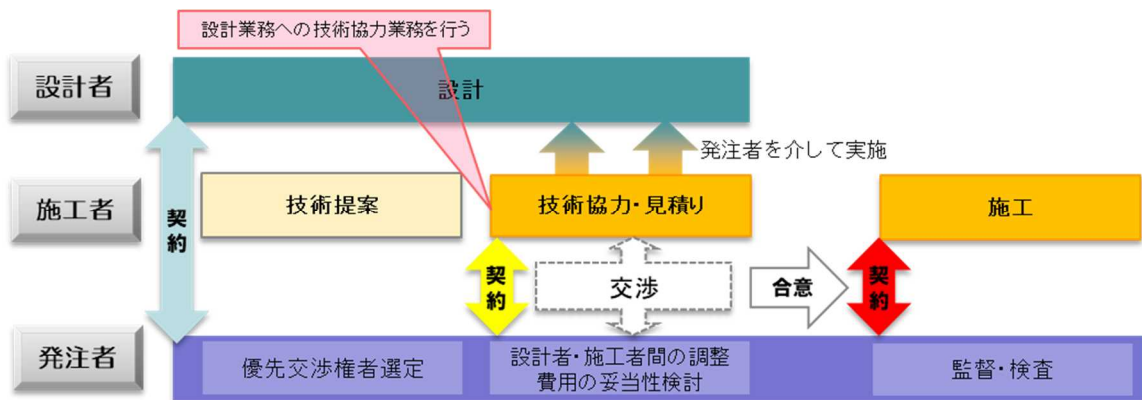 設計業務への技術協力業務を行う
設計者
設計
発注者を介して実施
施工者
技術提案
技術協力・見積り
施工
契約
契約
交渉
合意
契約
発注者
優先交渉権者選定
設計者・施工者間の調整
費用の妥当性検討
監督・検査